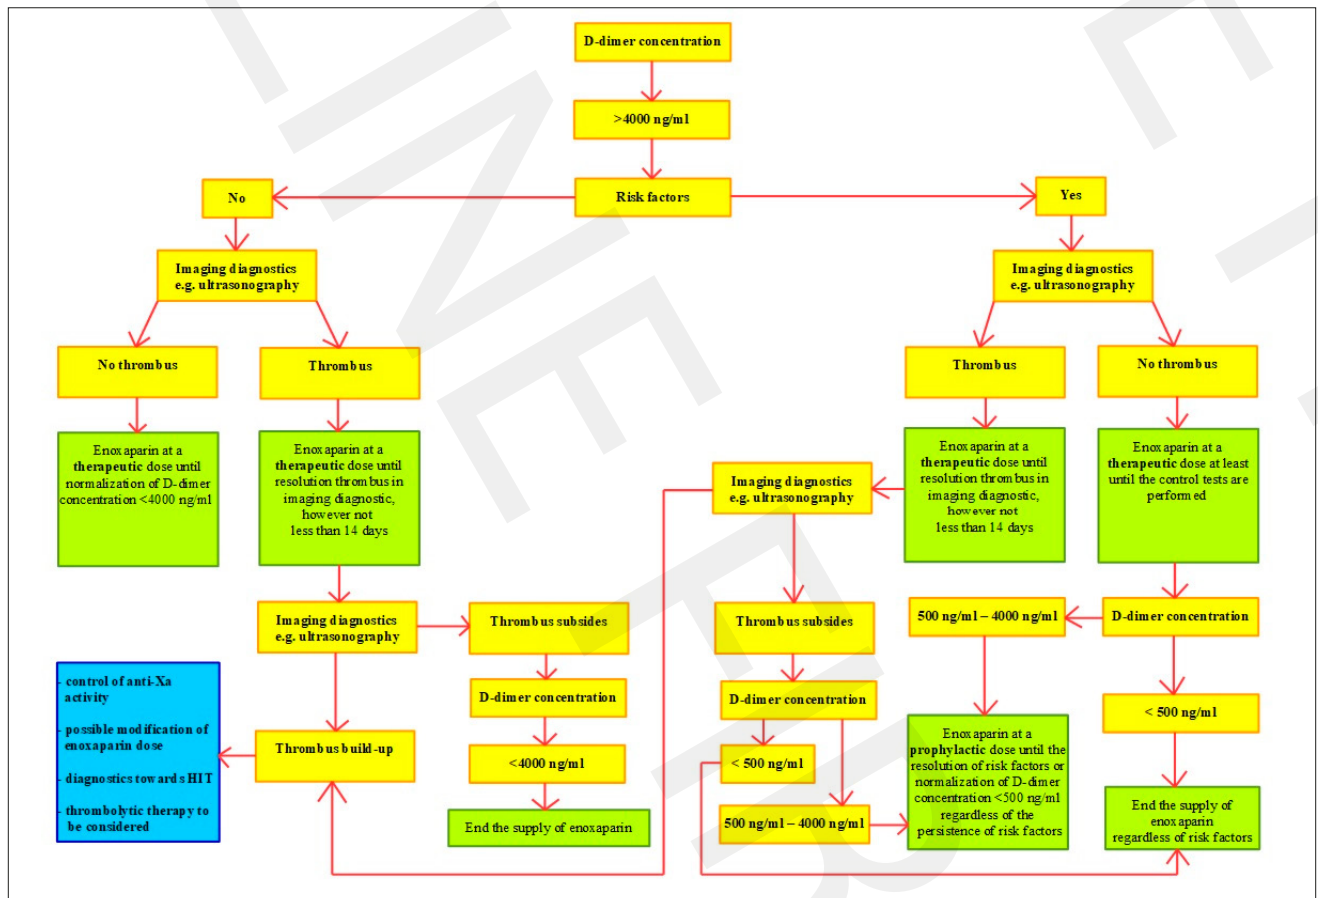 D-dimer concentration
>4000 ng/ml
Risk factors
No
Yes
Imaging diagnostics
e.g. ultrasonography
Imaging diagnostics
e.g. ultrasonography
No thrombus
Thrombus
Thrombus
No thrombus
Enoxaparin at a
therapeutic dose until
normalization of D-dimer
concentration <4000 ng/ml
Enoxaparin at a
therapeutic dose until
resolution thrombus in
imaging diagnostic,
however not
less than 14 days
Enoxaparin at a
therapeutic dose until
resolution thrombus in
imaging diagnostic,
however not
less than 14 days
Enoxaparin at a
therapeutic dose at least
until the control tests are
performed
Imaging diagnostics
e.g. ultrasonography
Imaging diagnostics
e.g. ultrasonography
Thrombus subsides
Thrombus subsides
500 ng/ml – 4000 ng/ml
D-dimer concentration
- control of anti-Xa
activity
- possible modification of
enoxaparin dose
- diagnostics towards HIT
- thrombolytic therapy to
be considered
Thrombus build-up
D-dimer concentration
<4000 ng/ml
End the supply of enoxaparin
D-dimer concentration
< 500 ng/ml
500 ng/ml – 4000 ng/ml
Enoxaparin at a
prophylactic dose until the
resolution of risk factors or
normalization of D-dimer
concentration <500 ng/ml
regardless of the
persistence of risk factors
< 500 ng/ml
End the supply of
enoxaparin
regardless of risk factors